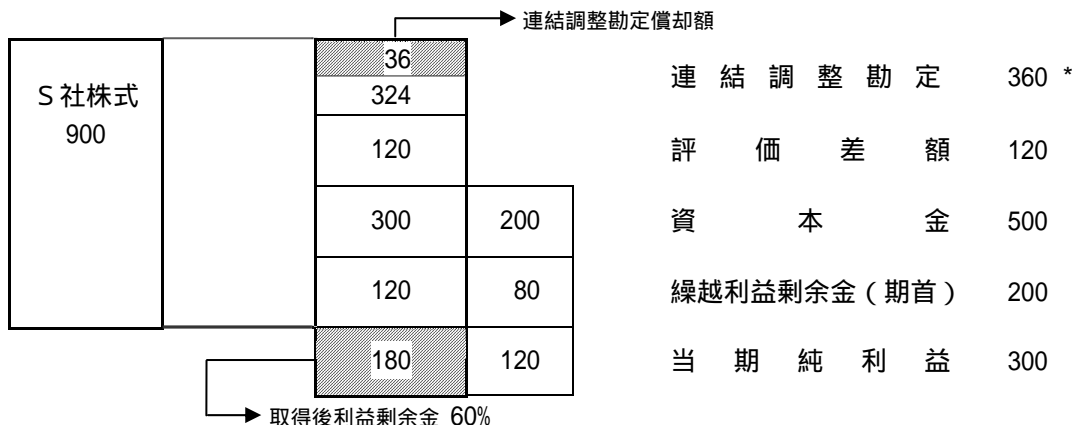 連結調整勘定償却額
36
S社株式
900
324
120
300 200
120 80
180 120
取得後利益剰余金 60%
連結調整勘定 360 *
評価差額 120
資本金 500
繰越利益剰余金(期首) 200
当期純利益 300